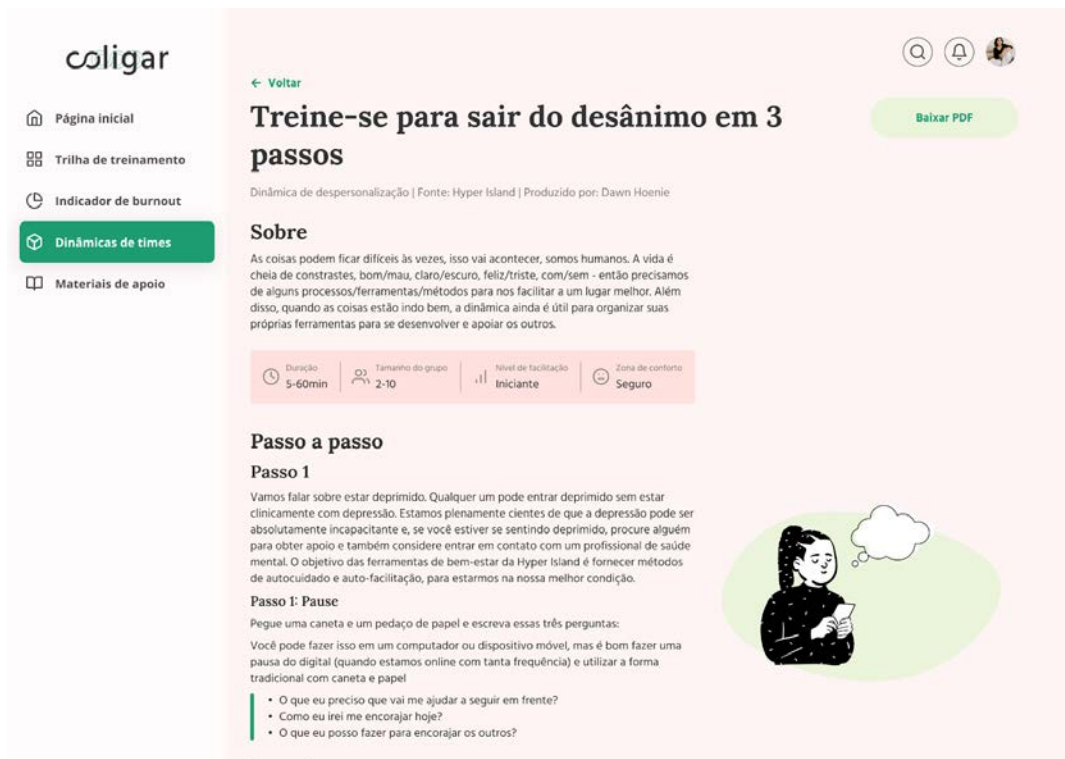 coligar
Página inicial
Trilha de treinamento
Indicador de burnout
Dinâmicas de times
Materiais de apoio
← Voltar
Treine-se para sair do desânimo em 3
passos
Baixar PDF
Dinâmica de despersonalização | Fonte: Hyper Island | Produzido por: Dawn Hoenie
Sobre
As coisas podem ficar difíceis às vezes, isso vai acontecer, somos humanos. A vida é
cheia de constrastes, bom/mau, claro/escuro, feliz/triste, com/sem - então precisamos
de alguns processos/ferramentas/métodos para nos facilitar a um lugar melhor. Além
disso, quando as coisas estão indo bem, a dinâmica ainda é útil para organizar suas
próprias ferramentas para se desenvolver e apoiar os outros.
Duração
5-60min
Tamanho do grupo
2-10
Nível de facilitação
Iniciante
Zona de conforto
Seguro
Passo a passo
Passo 1
Vamos falar sobre estar deprimido. Qualquer um pode entrar deprimido sem estar
clinicamente com depressão. Estamos plenamente cientes de que a depressão pode ser
absolutamente incapacitante e, se você estiver se sentindo deprimido, procure alguém
para obter apoio e também considere entrar em contato com um profissional de saúde
mental. O objetivo das ferramentas de bem-estar da Hyper Island é fornecer métodos
de autocuidado e auto-facilitação, para estarmos na nossa melhor condição.
Passo 1: Pause
Pegue uma caneta e um pedaço de papel e escreva essas três perguntas:
Você pode fazer isso em um computador ou dispositivo móvel, mas é bom fazer uma
pausa do digital (quando estamos online com tanta frequência) e utilizar a forma
tradicional com caneta e papel
• O que eu preciso que vai me ajudar a seguir em frente?
• Como eu irei me encorajar hoje?
• O que eu posso fazer para encorajar os outros?